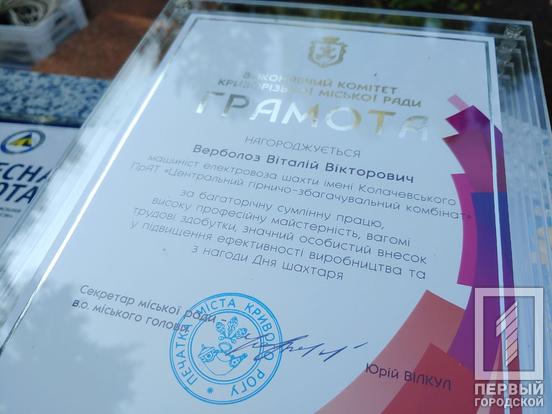 ВИКОНАВЧИЙ КОМІТЕТ
КРИВОРІЗЬКОЇ МІСЬКОЇ РАДИ
ГРАМОТА
НАГОРОДЖУЄТЬСЯ
Верболоз Віталій Вікторович
машиніст електровоза шахти імені Колачевського
ПрАТ «Центральний гірничо-збагачувальний комбінат»
за багаторічну сумлінну працю,
високу професійну майстерність, вагомі
трудові здобутки, значний особистий внесок
у підвищення ефективності виробництва та
з нагоди Дня шахтаря
Секретар міської ради -
в.о. міського голови
Юрій ВІЛКУЛ
ПЕЧАТКА МІСТА КРИВОГО РОГУ
ЕСНА
ОТА
ПЕРВЫЙ
ГОРОДСКОЙ